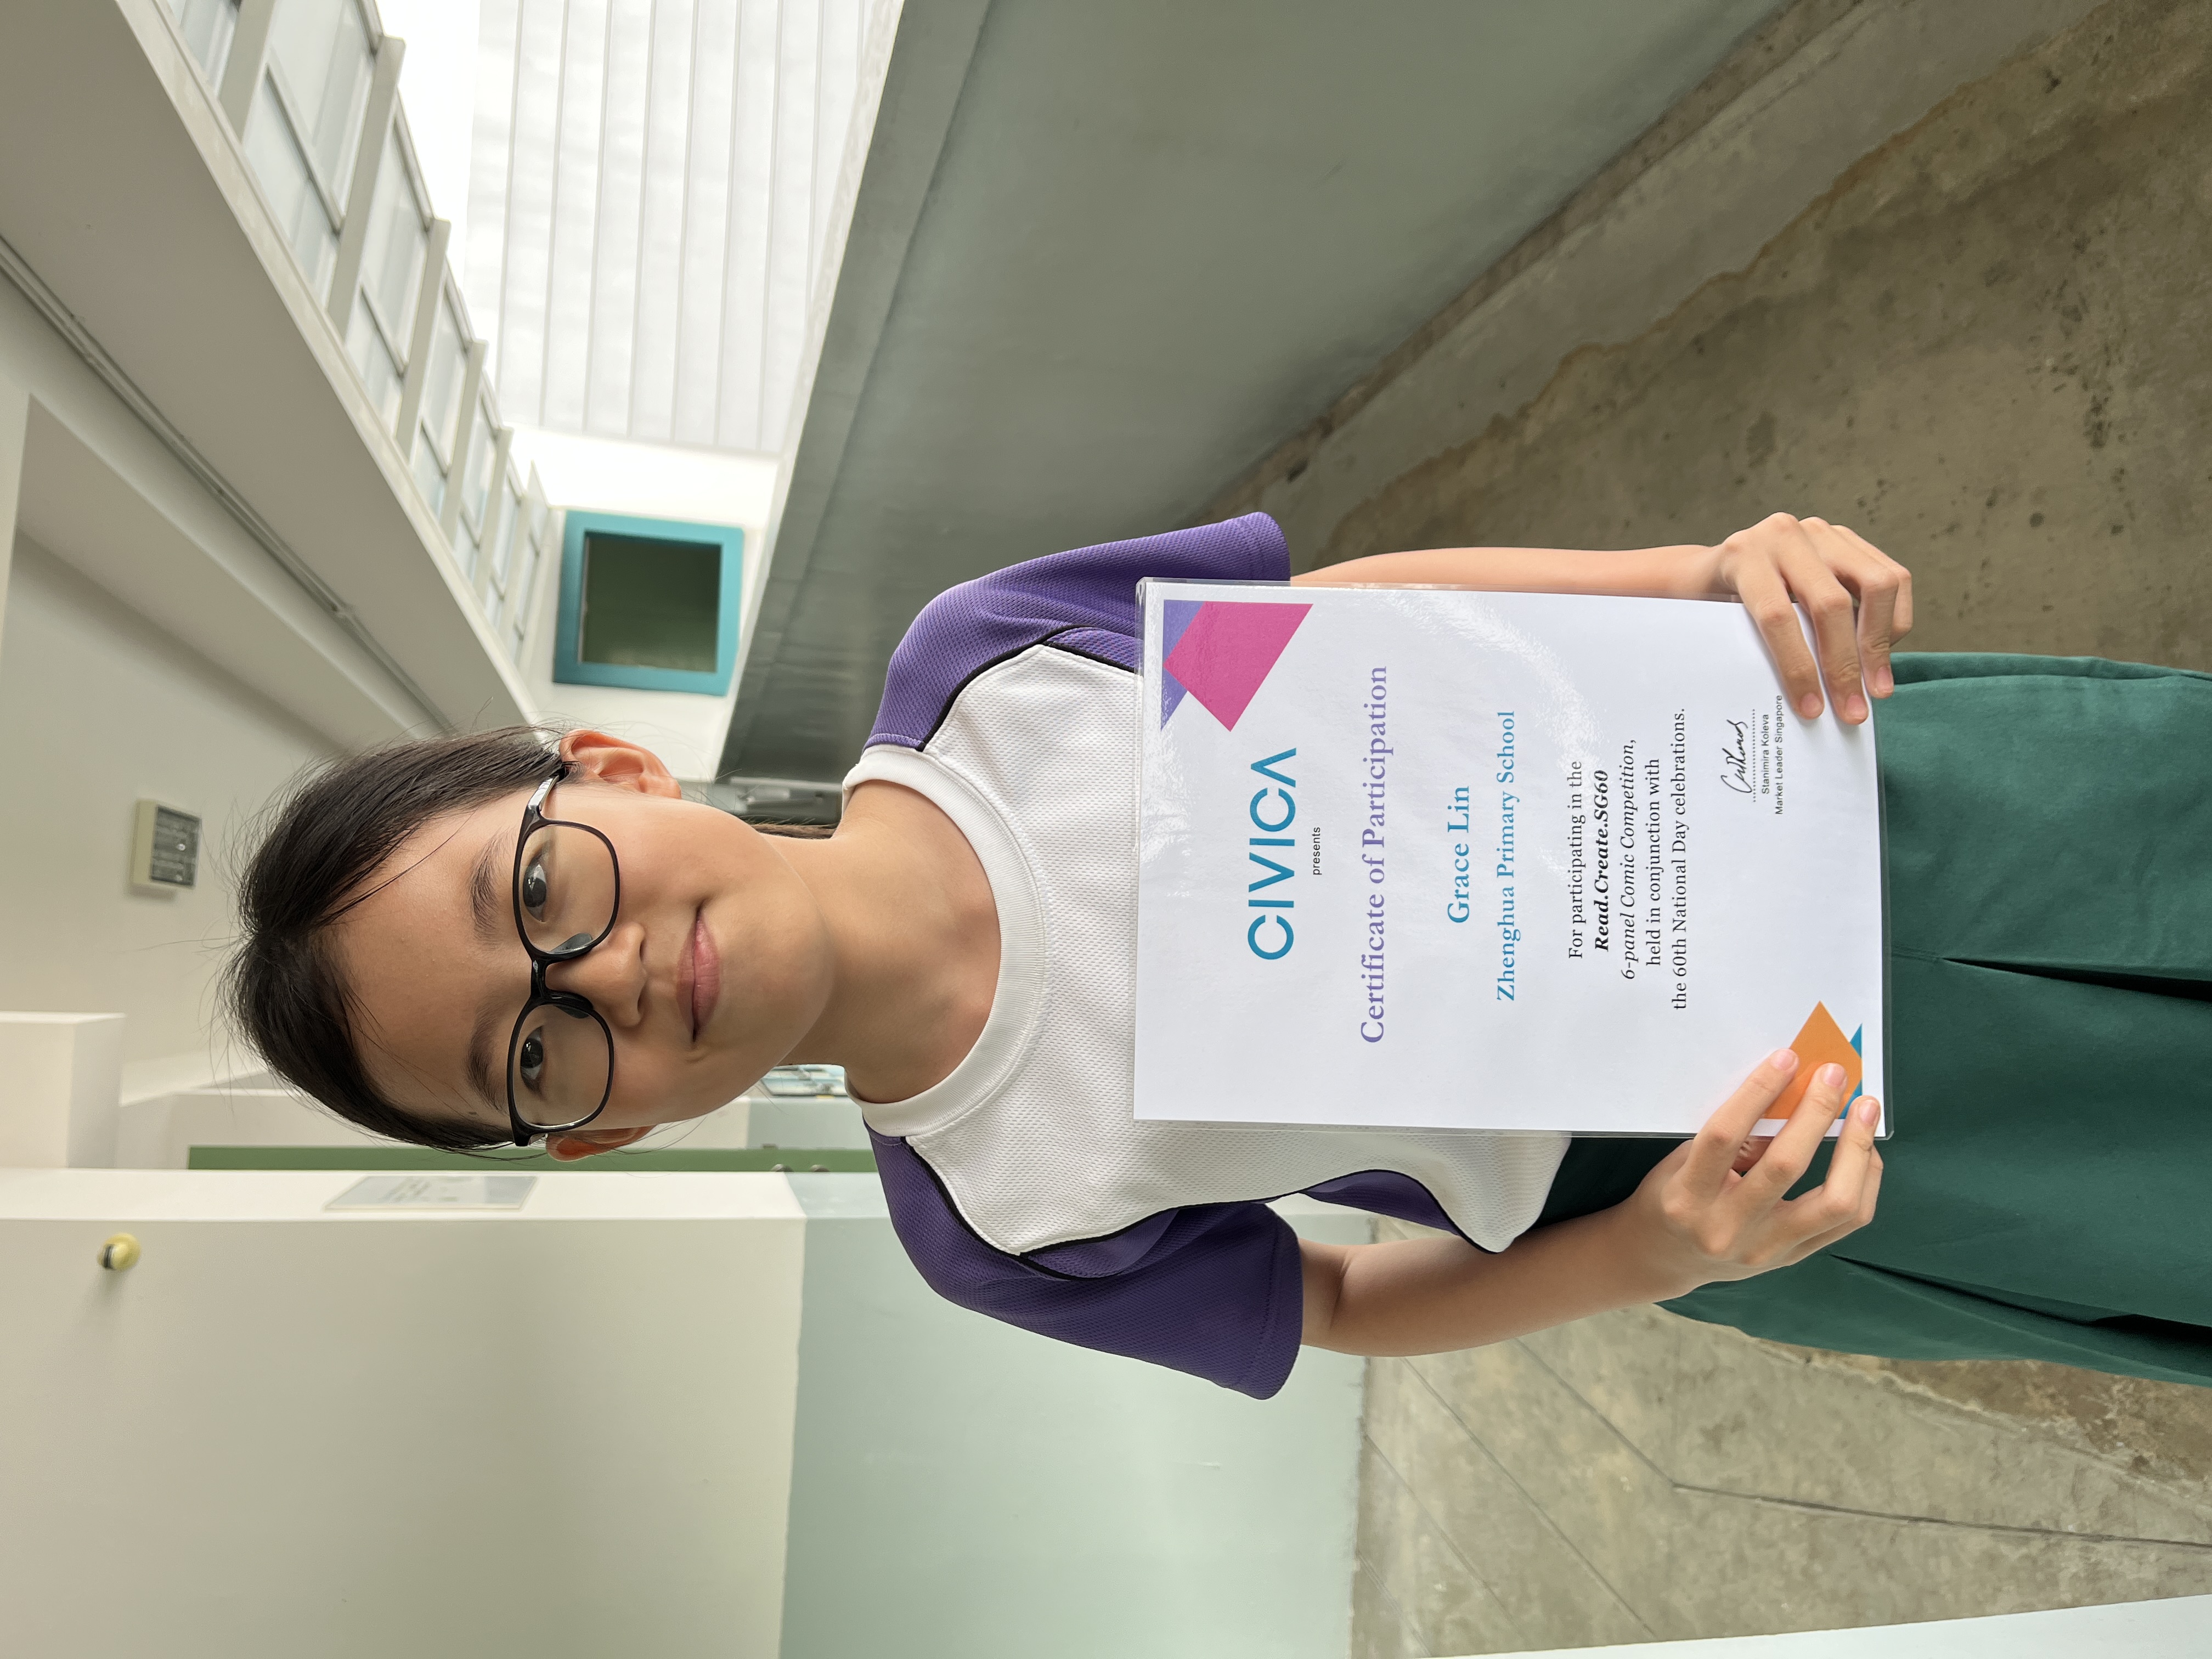 CIVICA
presents
Certificate of Participation
Grace Lin
Zhenghua Primary School
For participating in the
Read.Create.SG60
6-panel Comic Competition,
held in conjunction with
the 60th National Day celebrations.
Stanimira Koleva
Market Leader Singapore